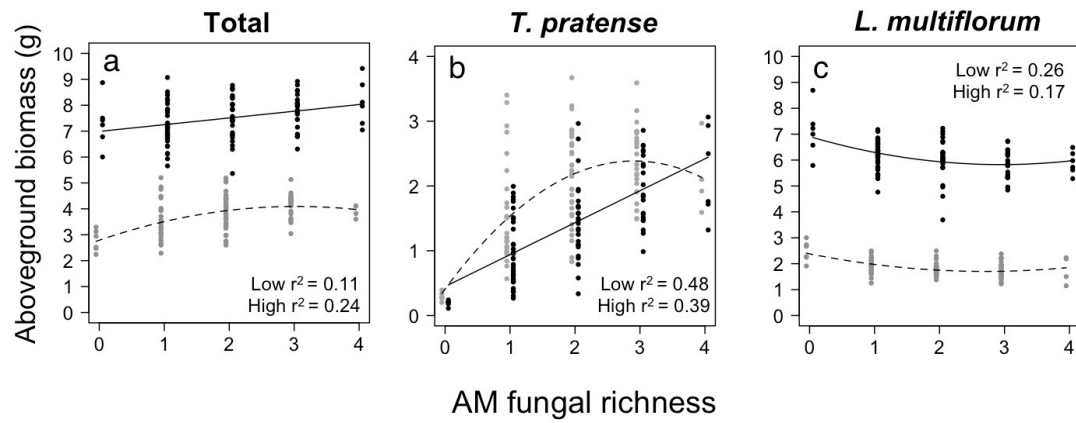 Total
T. pratense
L. multiflorum
Aboveground biomass (g)
a
10
9
8
7
6
5
4
3
2
1
0
Low r² = 0.11
High r² = 0.24
0 1 2 3 4
b
4
3
2
1
0
Low r² = 0.48
High r² = 0.39
0 1 2 3 4
c
10
9
8
7
6
5
4
3
2
1
0
Low r² = 0.26
High r² = 0.17
0 1 2 3 4
AM fungal richness